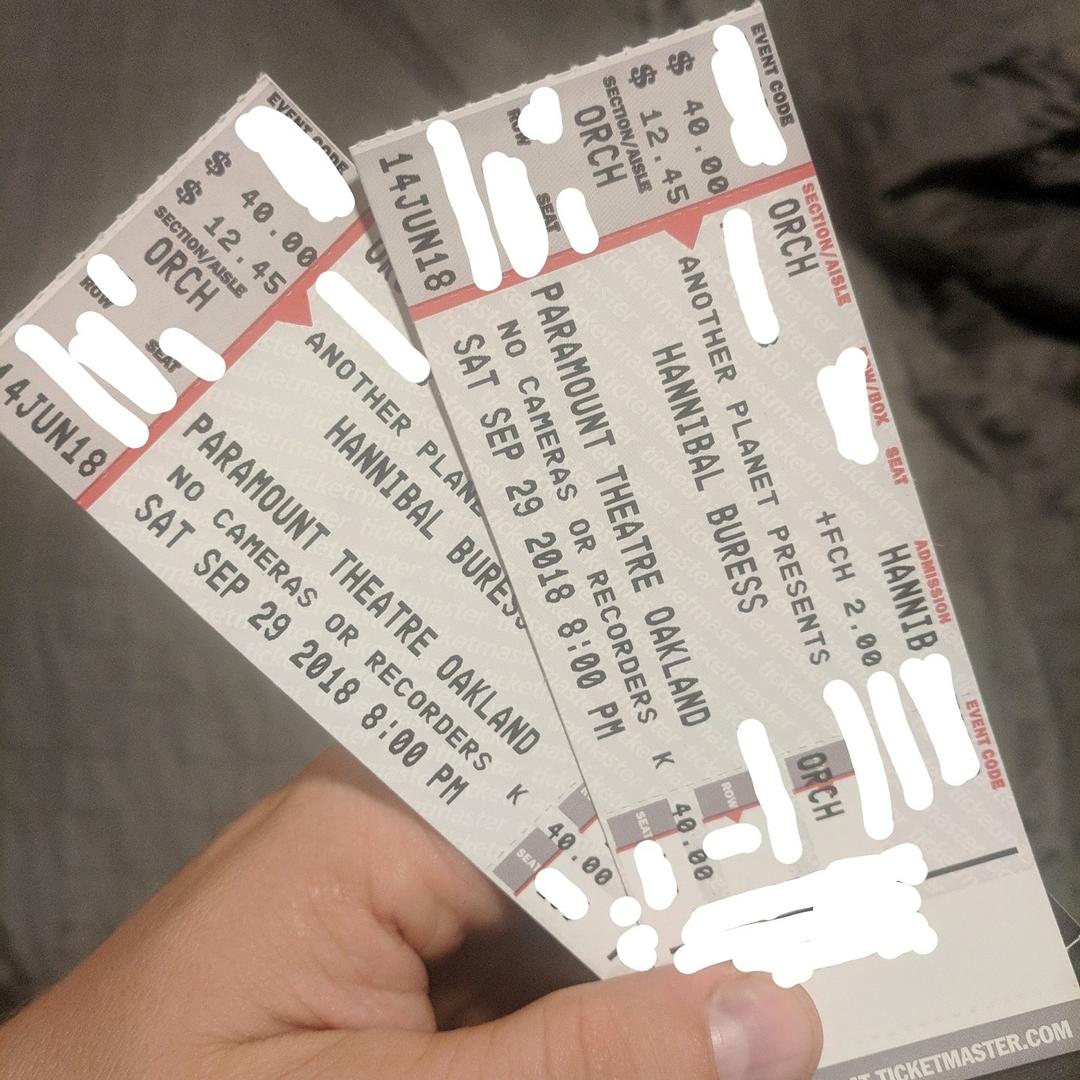 EVENT CODE
$ 40.00
$ 12.45
SECTION/AISLE
ORCH
ROW
SEAT
14JUN18
ANOTHER PLANE
HANNIBAL BURESS
PARAMOUNT THEATRE OAKLAND
NO CAMERAS OR RECORDERS K
SAT SEP 29 2018 8:00 PM
SEAT
40.00
EVENT CODE
$ 40.00
$ 12.45
SECTION/AISLE
ORCH
ROW
SEAT
14JUN18
SECTION/AISLE
ORCH
ROW/BOX
SEAT
ADMISSION
+FCH 2.00
HANNIB
EVENT CODE
ANOTHER PLANET PRESENTS
HANNIBAL BURESS
PARAMOUNT THEATRE OAKLAND
NO CAMERAS OR RECORDERS K
SAT SEP 29 2018 8:00 PM
ORCH
ROW
SEAT
40.00
TICKETMASTER.COM